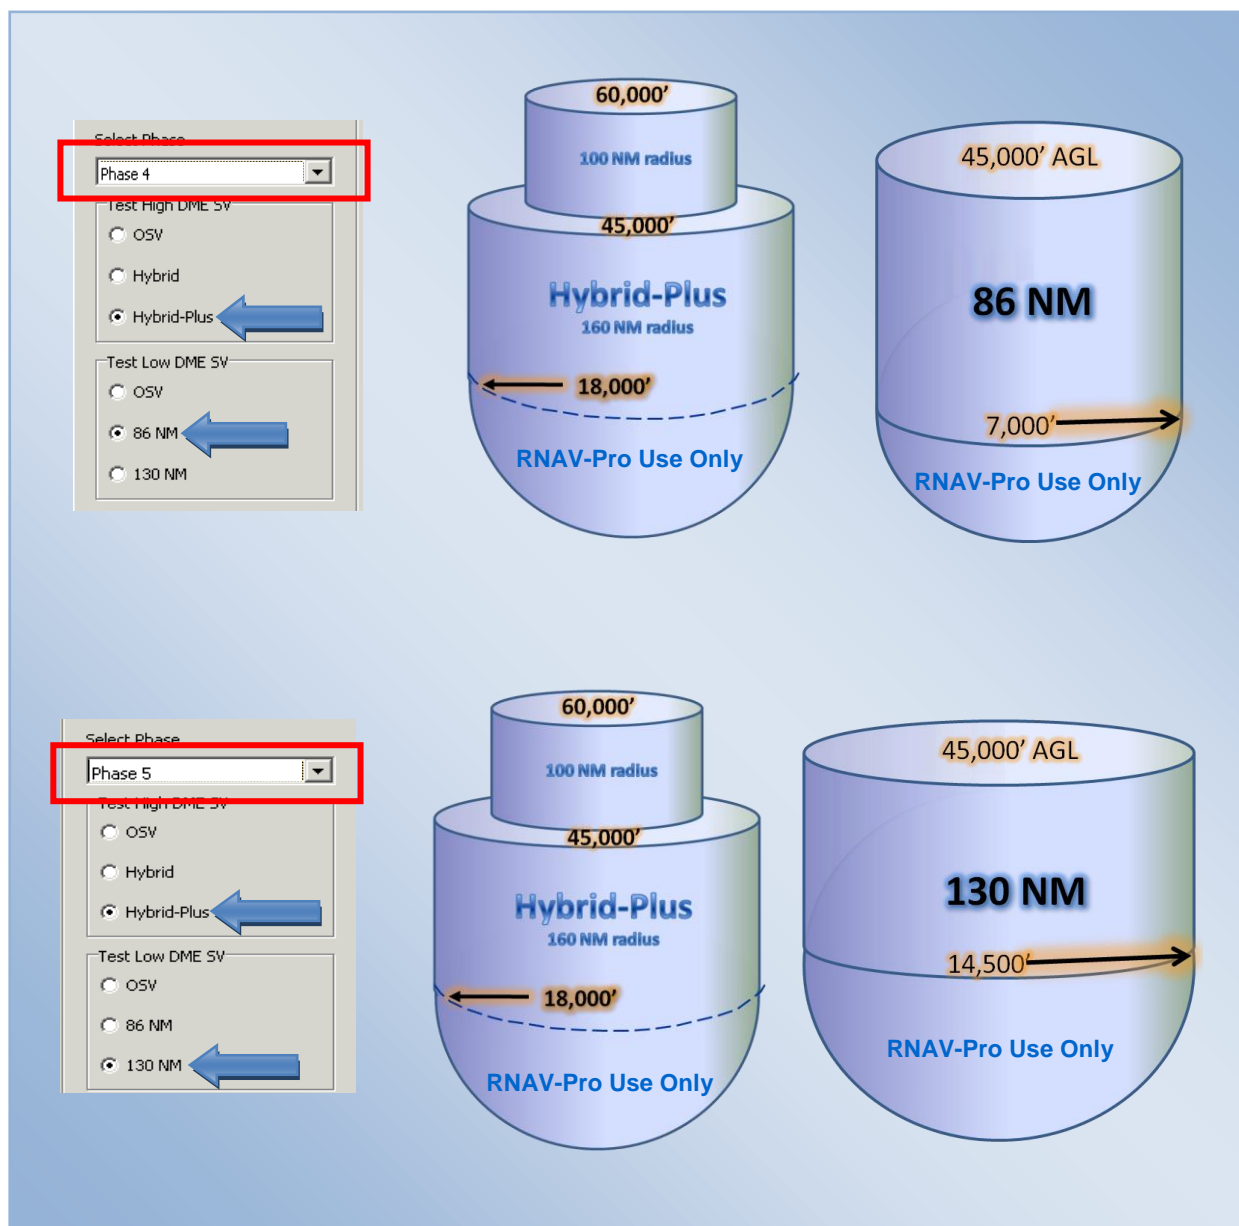 Select Phase
Phase 4
Test High DME SV
OSV
Hybrid
Hybrid-Plus
Test Low DME SV
OSV
86 NM
130 NM
60,000’
100 NM radius
45,000’
Hybrid-Plus
160 NM radius
18,000’
RNAV-Pro Use Only
45,000’ AGL
86 NM
7,000’
RNAV-Pro Use Only
Select Phase
Phase 5
Test High DME SV
OSV
Hybrid
Hybrid-Plus
Test Low DME SV
OSV
86 NM
130 NM
60,000’
100 NM radius
45,000’
Hybrid-Plus
160 NM radius
18,000’
RNAV-Pro Use Only
45,000’ AGL
130 NM
14,500’
RNAV-Pro Use Only